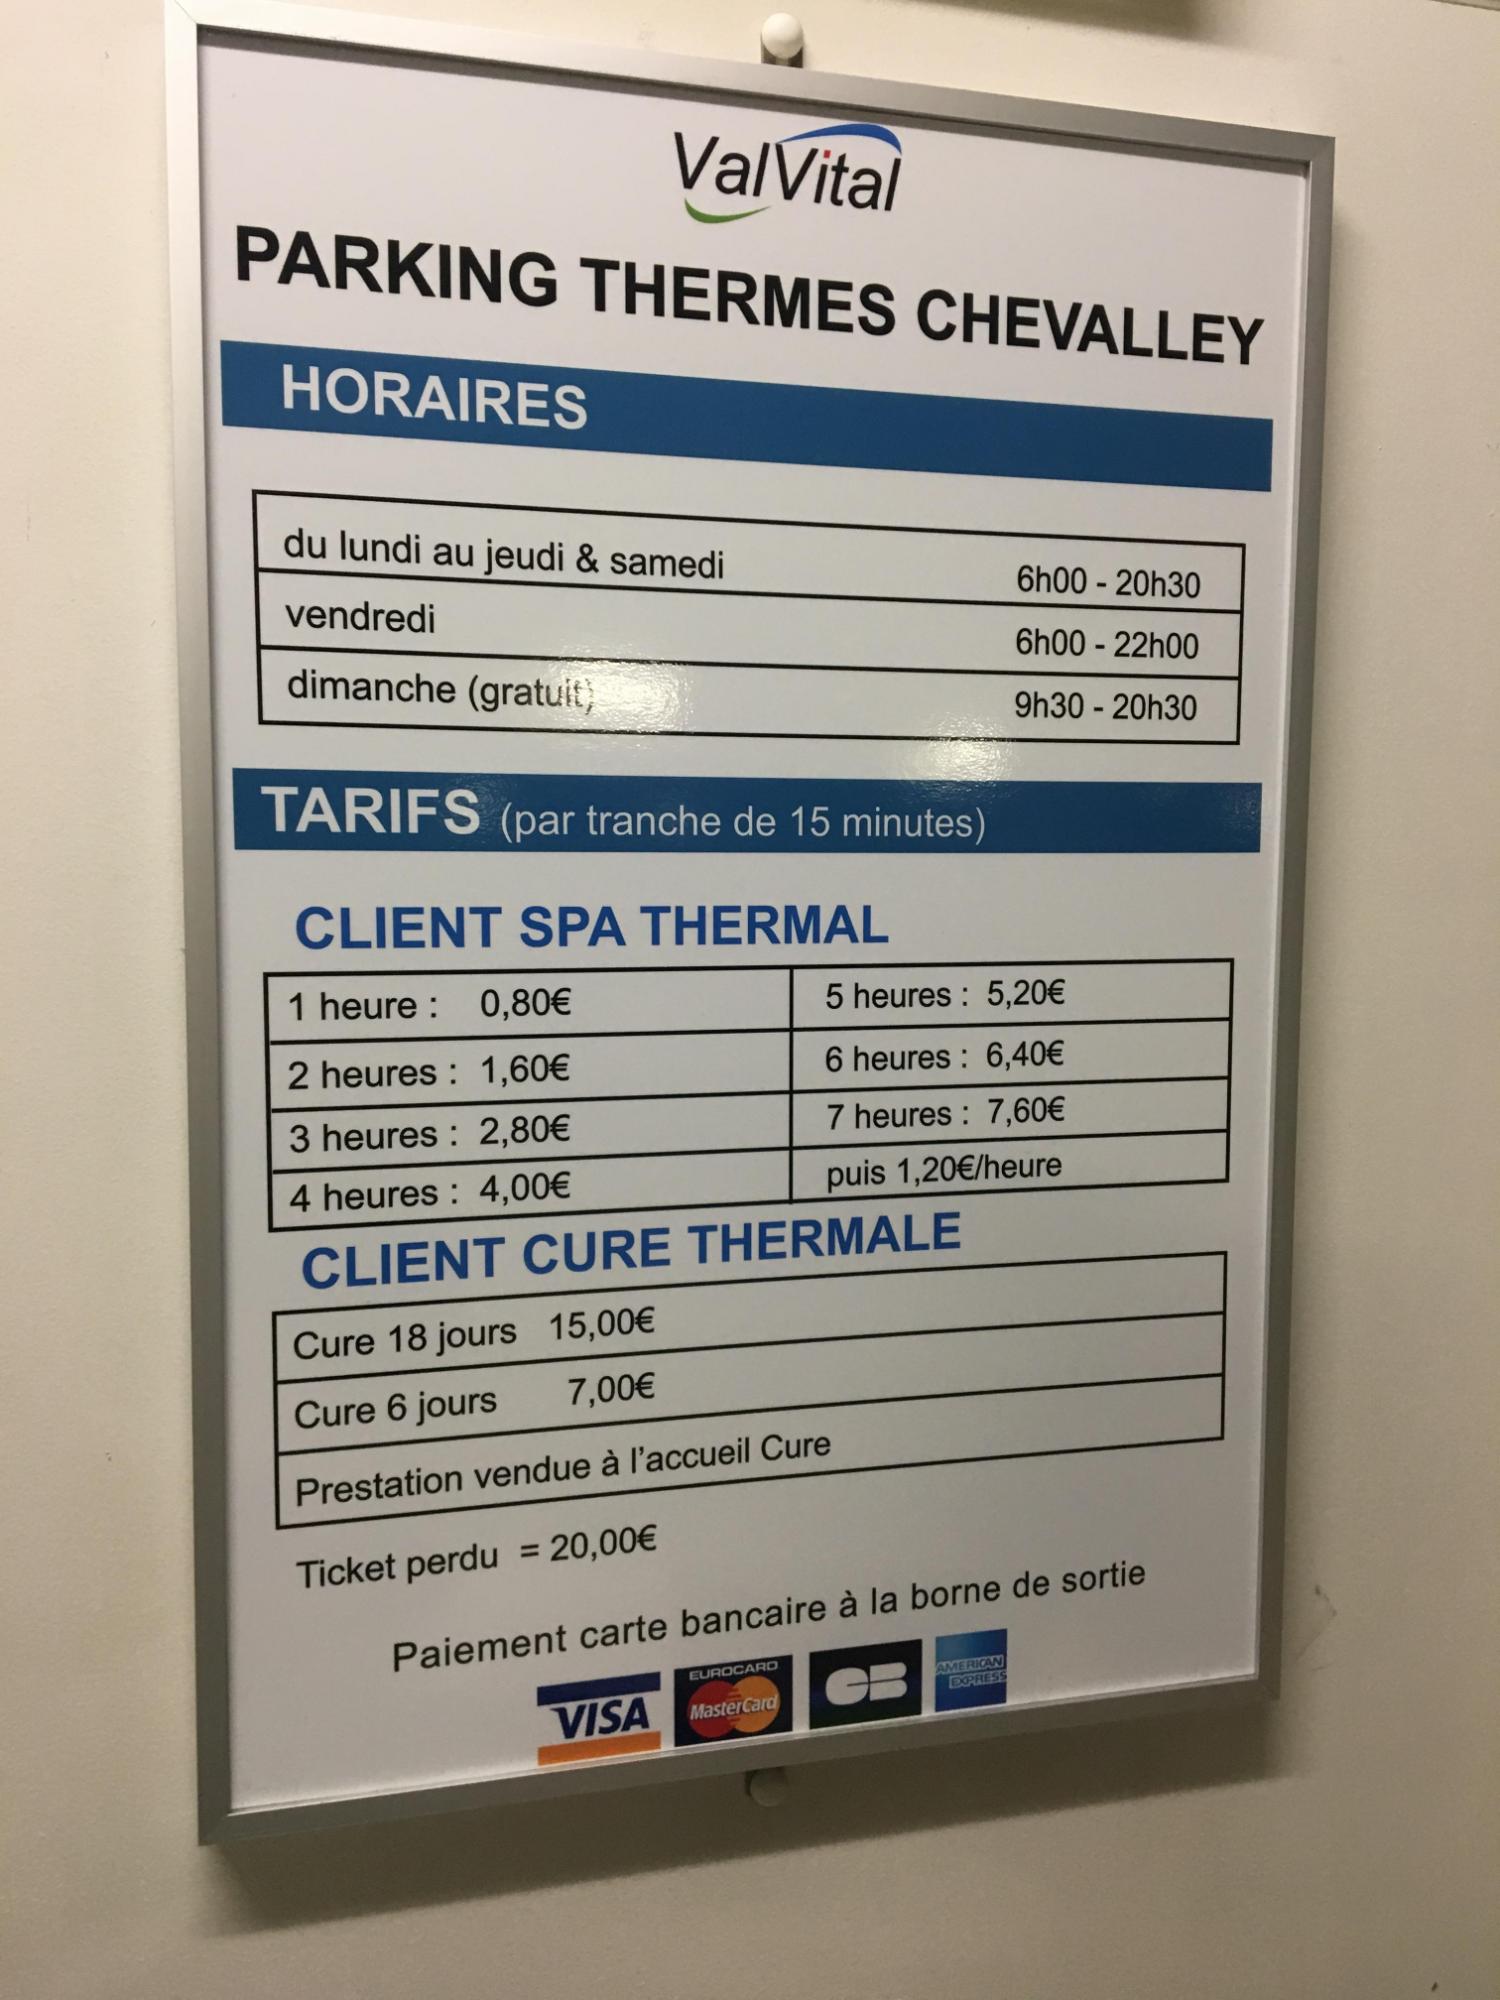 ValVital
PARKING THERMES CHEVALLEY
HORAIRES
du lundi au jeudi & samedi 6h00 - 20h30
vendredi 6h00 - 22h00
dimanche (gratuit) 9h30 - 20h30
TARIFS (par tranche de 15 minutes)
CLIENT SPA THERMAL
1 heure : 0,80€ 5 heures : 5,20€
2 heures : 1,60€ 6 heures : 6,40€
3 heures : 2,80€ 7 heures : 7,60€
4 heures : 4,00€ puis 1,20€/heure
CLIENT CURE THERMALE
Cure 18 jours 15,00€
Cure 6 jours 7,00€
Prestation vendue à l'accueil Cure
Ticket perdu = 20,00€
Paiement carte bancaire à la borne de sortie
VISA
EUROCARD
MasterCard
CB
AMERICAN
EXPRESS